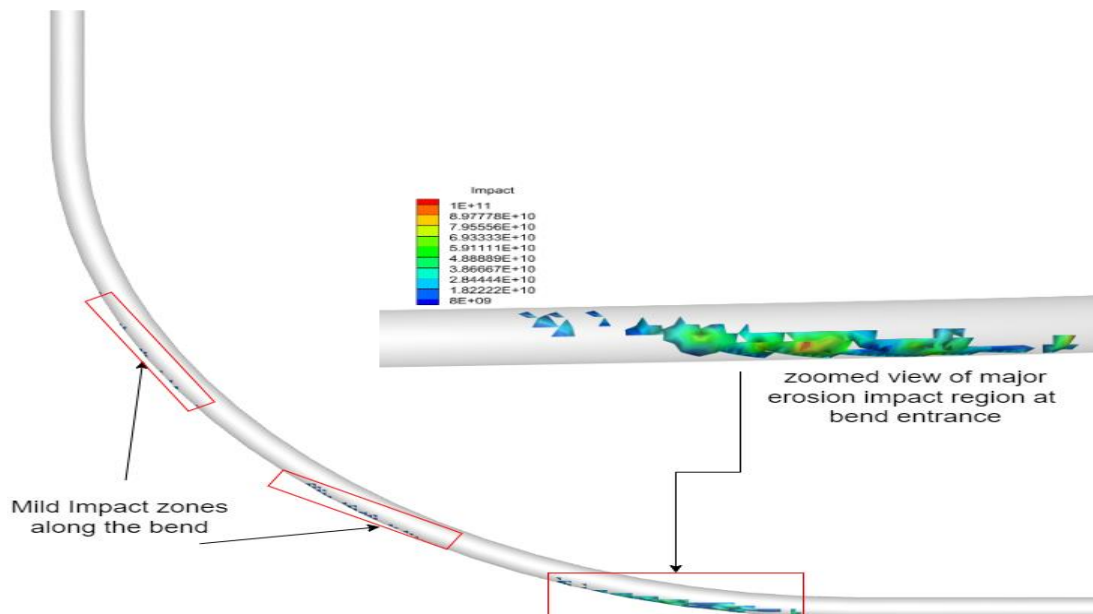 Impact
1E+11
8.97778E+10
7.95556E+10
6.93333E+10
5.91111E+10
4.88889E+10
3.86667E+10
2.84444E+10
1.82222E+10
8E+09
zoomed view of major
erosion impact region at
bend entrance
Mild Impact zones
along the bend